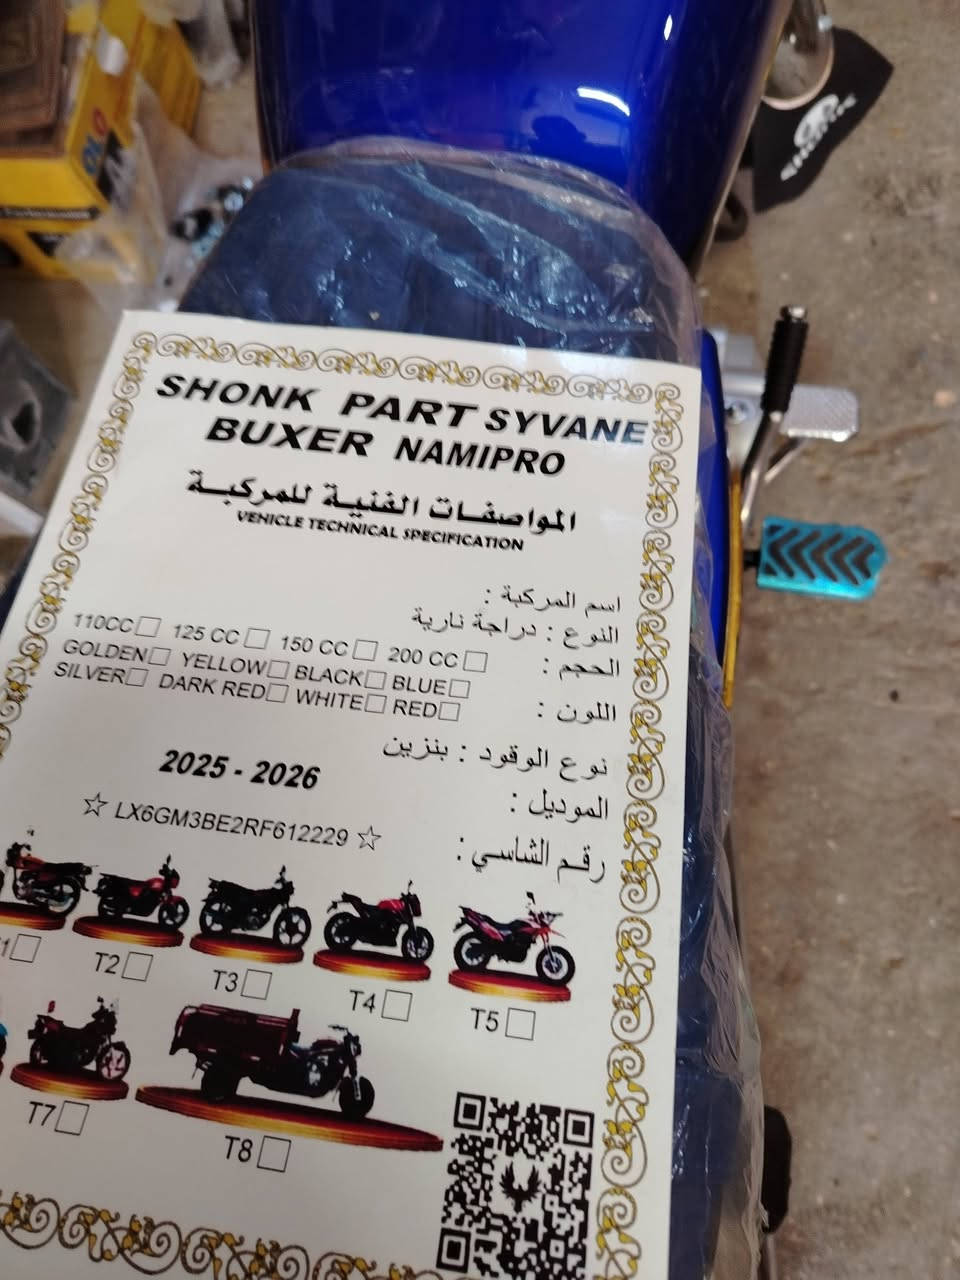 SHONK PART SYVANE
BUXER NAMIPRO
المواصفات الفنية للمركبة
VEHICLE TECHNICAL SPECIFICATION
اسم المركبة :
النوع : دراجة نارية
الحجم :
110CC 125 CC 150 CC 200 CC
GOLDEN YELLOW BLACK BLUE
اللون :
SILVER DARK RED WHITE RED
نوع الوقود : بنزين
2025 - 2026
الموديل :
رقم الشاسي :
☆ LX6GM3BE2RF612229 ☆
T2 T3 T4 T5
T7 T8